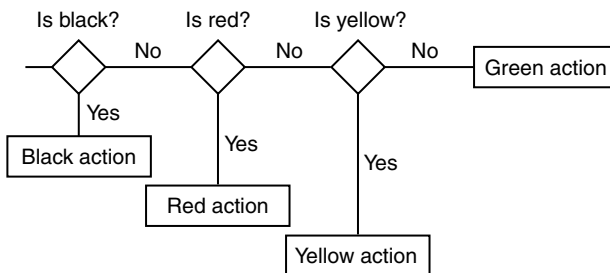 Is black?
Is red?
Is yellow?
No
No
No
Green action
Yes
Black action
Yes
Red action
Yes
Yellow action